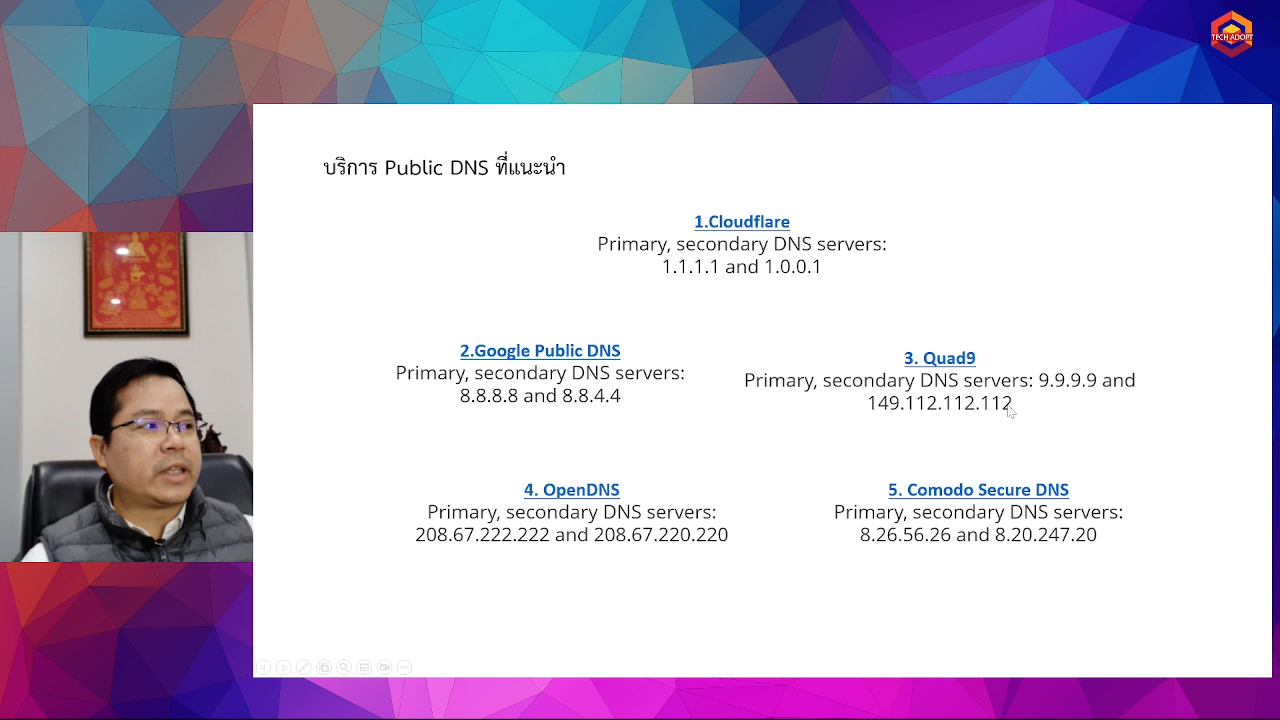 TECH ADOPT
บริการ Public DNS ที่แนะนำ
1.Cloudflare
Primary, secondary DNS servers:
1.1.1.1 and 1.0.0.1
2.Google Public DNS
Primary, secondary DNS servers:
8.8.8.8 and 8.8.4.4
3. Quad9
Primary, secondary DNS servers: 9.9.9.9 and
149.112.112.112
4. OpenDNS
Primary, secondary DNS servers:
208.67.222.222 and 208.67.220.220
5. Comodo Secure DNS
Primary, secondary DNS servers:
8.26.56.26 and 8.20.247.20